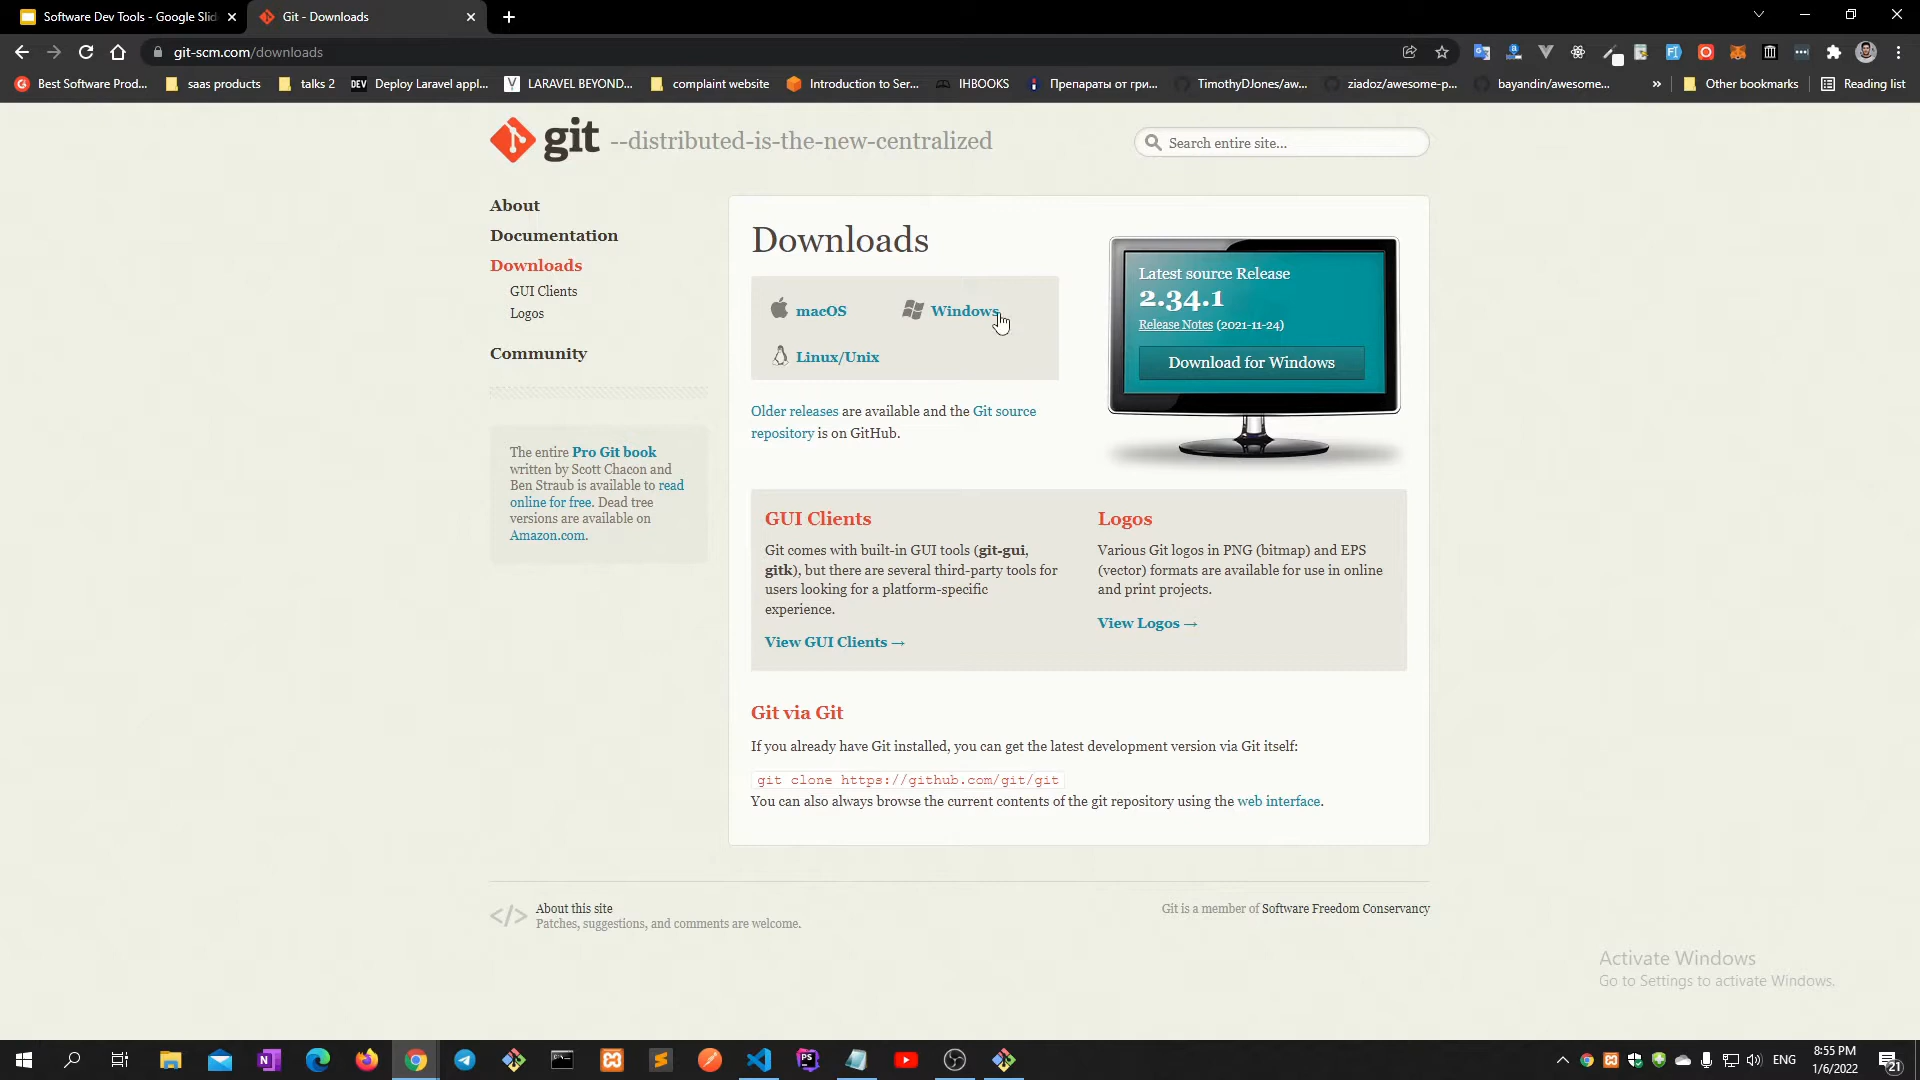 Software Dev Tools - Google Slid
Git - Downloads
git-scm.com/downloads
Best Software Prod...
saas products
talks 2
DEV
Deploy Laravel appl...
LARAVEL BEYOND...
complaint website
Introduction to Ser...
IHBOOKS
Препараты от гри...
TimothyDJones/aw...
ziadoz/awesome-p...
bayandin/awesome...
»
Other bookmarks
Reading list
git --distributed-is-the-new-centralized
Search entire site...
About
Documentation
Downloads
GUI Clients
Logos
Community
The entire Pro Git book
written by Scott Chacon and
Ben Straub is available to read
online for free. Dead tree
versions are available on
Amazon.com.
Downloads
macOS
Windows
Linux/Unix
Older releases are available and the Git source
repository is on GitHub.
Latest source Release
2.34.1
Release Notes (2021-11-24)
Download for Windows
GUI Clients
Git comes with built-in GUI tools (git-gui,
gitk), but there are several third-party tools for
users looking for a platform-specific
experience.
View GUI Clients →
Logos
Various Git logos in PNG (bitmap) and EPS
(vector) formats are available for use in online
and print projects.
View Logos →
Git via Git
If you already have Git installed, you can get the latest development version via Git itself:
git clone https://github.com/git/git
You can also always browse the current contents of the git repository using the web interface.
</> About this site
Patches, suggestions, and comments are welcome.
Git is a member of Software Freedom Conservancy
Activate Windows
Go to Settings to activate Windows.
ENG
8:55 PM
1/6/2022
21